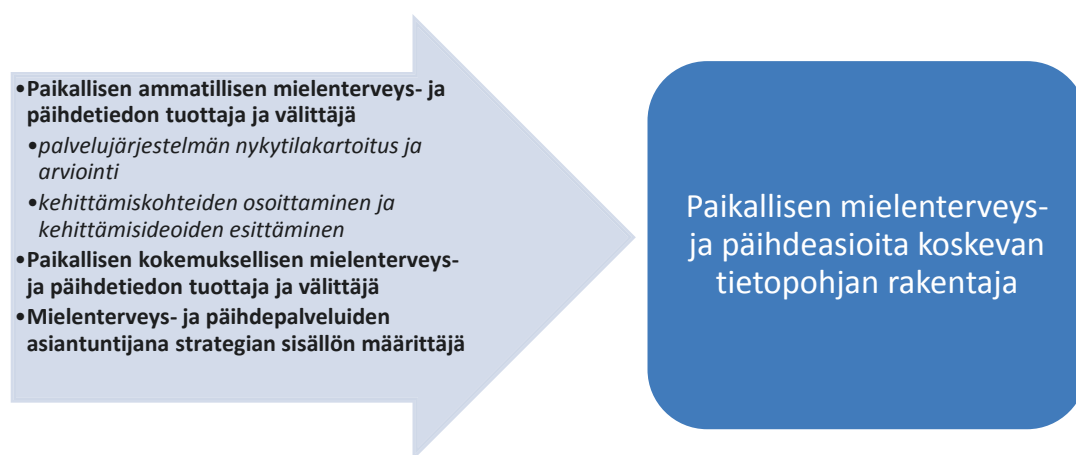 •Paikallisen ammatillisen mielenterveys- ja
päihdetiedon tuottaja ja välittäjä
•palvelujärjestelmän nykytilakartoitus ja
arviointi
•kehittämiskohteiden osoittaminen ja
kehittämisideoiden esittäminen
•Paikallisen kokemuksellisen mielenterveys-
ja päihdetiedon tuottaja ja välittäjä
•Mielenterveys- ja päihdepalveluiden
asiantuntijana strategian sisällön määrittäjä
Paikallisen mielenterveys-
ja päihdeasioita koskevan
tietopohjan rakentaja